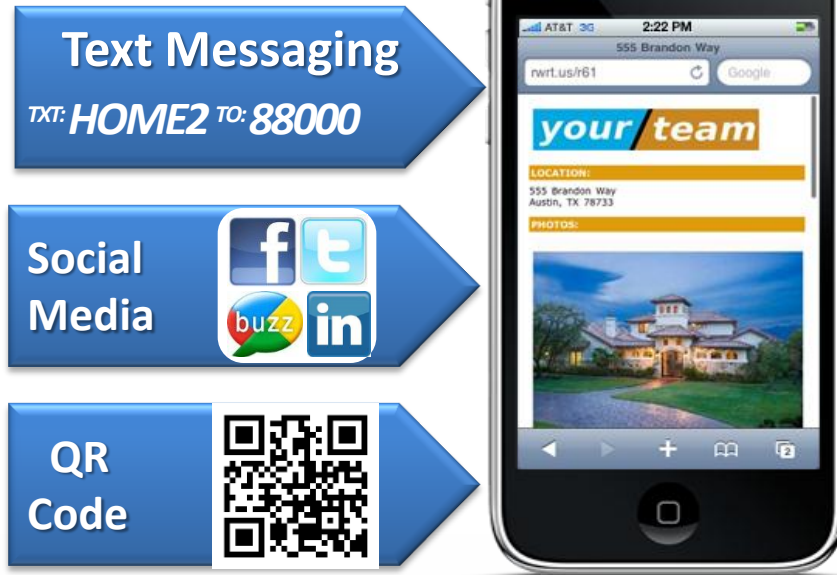 Text Messaging
TXT: HOME2 TO: 88000
Social
Media
f t
buzz in
QR
Code
AT&T 3G 2:22 PM
555 Brandon Way
rwrt.us/r61 Google
your/team
LOCATION:
555 Brandon Way
Austin, TX 78733
PHOTOS:
2